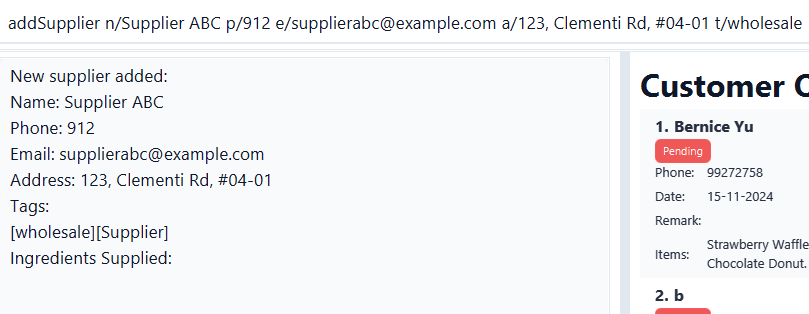 addSupplier n/Supplier ABC p/912 e/supplierabc@example.com a/123, Clementi Rd, #04-01 t/wholesale
New supplier added:
Name: Supplier ABC
Phone: 912
Email: supplierabc@example.com
Address: 123, Clementi Rd, #04-01
Tags:
[wholesale][Supplier]
Ingredients Supplied:
Customer
1. Bernice Yu
Pending
Phone: 99272758
Date: 15-11-2024
Remark:
Items: Strawberry Waffle
Chocolate Donut.
2. b